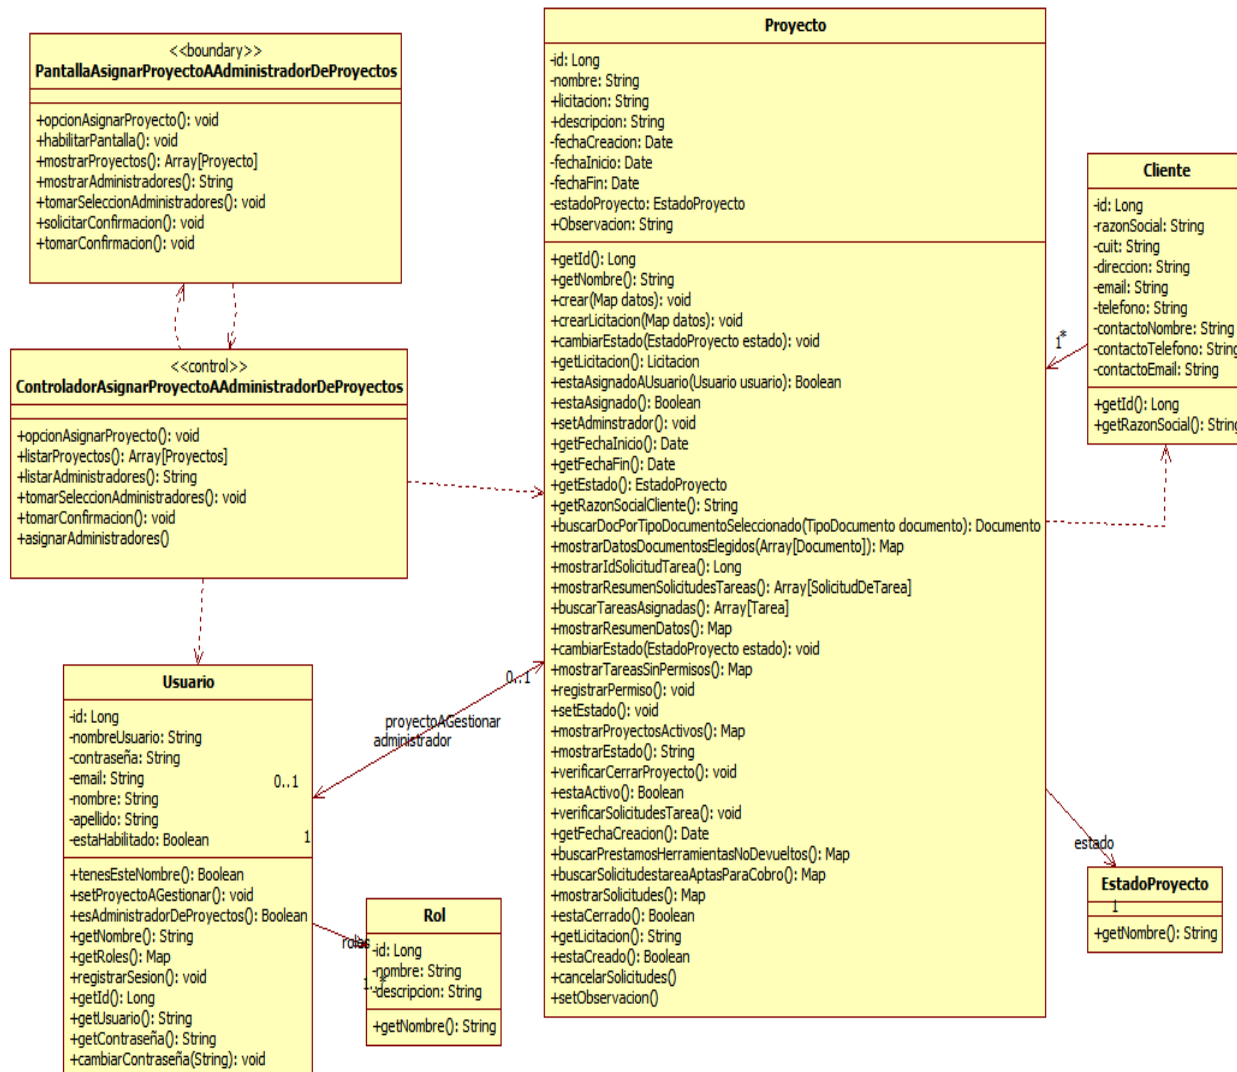 <<boundary>>
PantallaAsignarProyectoAAdministradorDeProyectos
+opcionAsignarProyecto(): void
+habilitarPantalla(): void
+mostrarProyectos(): Array[Proyecto]
+mostrarAdministradores(): String
+tomarSeleccionAdministradores(): void
+solicitarConfirmacion(): void
+tomarConfirmacion(): void
<<control>>
ControladorAsignarProyectoAAdministradorDeProyectos
+opcionAsignarProyecto(): void
+listarProyectos(): Array[Proyectos]
+listarAdministradores(): String
+tomarSeleccionAdministradores(): void
+tomarConfirmacion(): void
+asignarAdministradores()
Proyecto
-id: Long
-nombre: String
+licitacion: String
+descripcion: String
-fechaCreacion: Date
-fechaInicio: Date
-fechaFin: Date
-estadoProyecto: EstadoProyecto
+Observacion: String
+getId(): Long
+getNombre(): String
+crear(Map datos): void
+crearLicitacion(Map datos): void
+cambiarEstado(EstadoProyecto estado): void
+getLicitacion(): Licitacion
+estaAsignadoAUsuario(Usuario usuario): Boolean
+estaAsignado(): Boolean
+setAdminstrador(): void
+getFechaInicio(): Date
+getFechaFin(): Date
+getEstado(): EstadoProyecto
+getRazonSocialCliente(): String
+buscarDocPorTipoDocumentoSeleccionado(TipoDocumento documento): Documento
+mostrarDatosDocumentosElegidos(Array[Documento]): Map
+mostrarIdSolicitudTarea(): Long
+mostrarResumenSolicitudesTareas(): Array[SolicitudDeTarea]
+buscarTareasAsignadas(): Array[Tarea]
+mostrarResumenDatos(): Map
+cambiarEstado(EstadoProyecto estado): void
+mostrarTareasSinPermisos(): Map
+registrarPermiso(): void
+setEstado(): void
+mostrarProyectosActivos(): Map
+mostrarEstado(): String
+verificarCerrarProyecto(): void
+estaActivo(): Boolean
+verificarSolicitudesTarea(): void
+getFechaCreacion(): Date
+buscarPrestamosHerramientasNoDevueltos(): Map
+buscarSolicitudestareaAptasParaCobro(): Map
+mostrarSolicitudes(): Map
+estaCerrado(): Boolean
+getLicitacion(): String
+estaCreado(): Boolean
+cancelarSolicitudes()
+setObservacion()
Cliente
-id: Long
-razonSocial: String
-cuit: String
-direccion: String
-email: String
-telefono: String
-contactoNombre: String
-contactoTelefono: String
-contactoEmail: String
+getId(): Long
+getRazonSocial(): String
1
*
0..1
proyectoAGestionar
administrador
0..1
Usuario
-id: Long
-nombreUsuario: String
-contraseña: String
-email: String
-nombre: String
-apellido: String
-estaHabilitado: Boolean
1
+tenesEsteNombre(): Boolean
+setProyectoAGestionar(): void
+esAdministradorDeProyectos(): Boolean
+getNombre(): String
+getRoles(): Map
+registrarSesion(): void
+getId(): Long
+getUsuario(): String
+getContraseña(): String
+cambiarContraseña(String): void
roles
1..*
Rol
-id: Long
-nombre: String
-descripcion: String
+getNombre(): String
estado
EstadoProyecto
1
+getNombre(): String